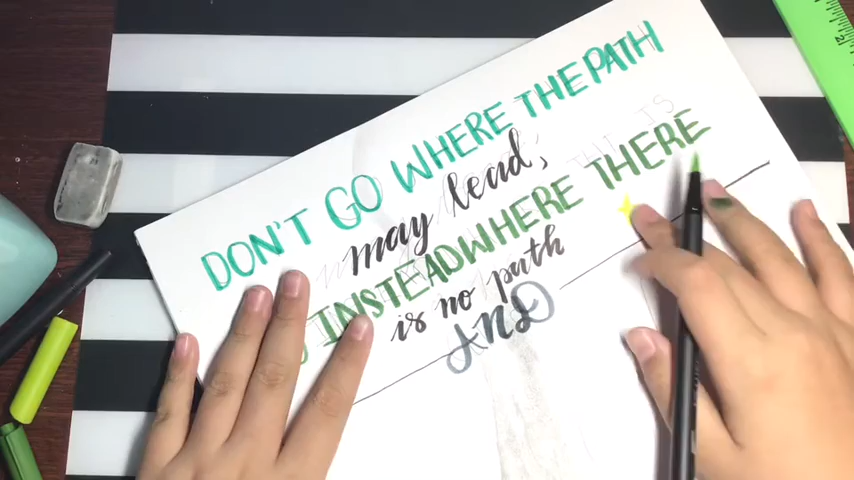 DON'T GO WHERE THE PATH
may lead,
INSTEAD WHERE THERE
is no path
AND